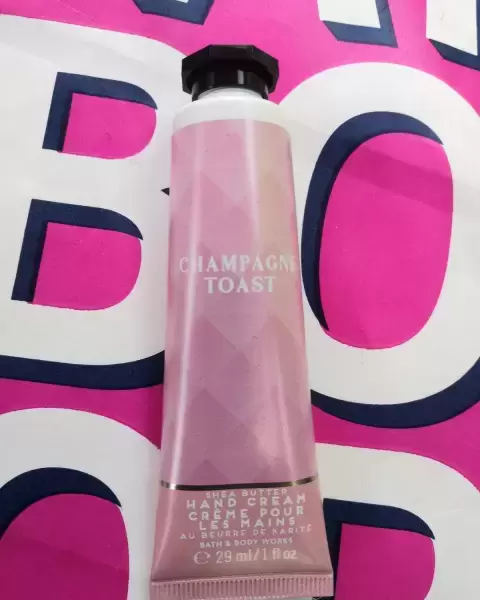 CHAMPAGNE
TOAST
SHEA BUTTER
HAND CREAM
CRÈME POUR
LES MAINS
AU BEURRE DE KARITÉ
BATH & BODY WORKS
℮ 29 ml/1 fl oz